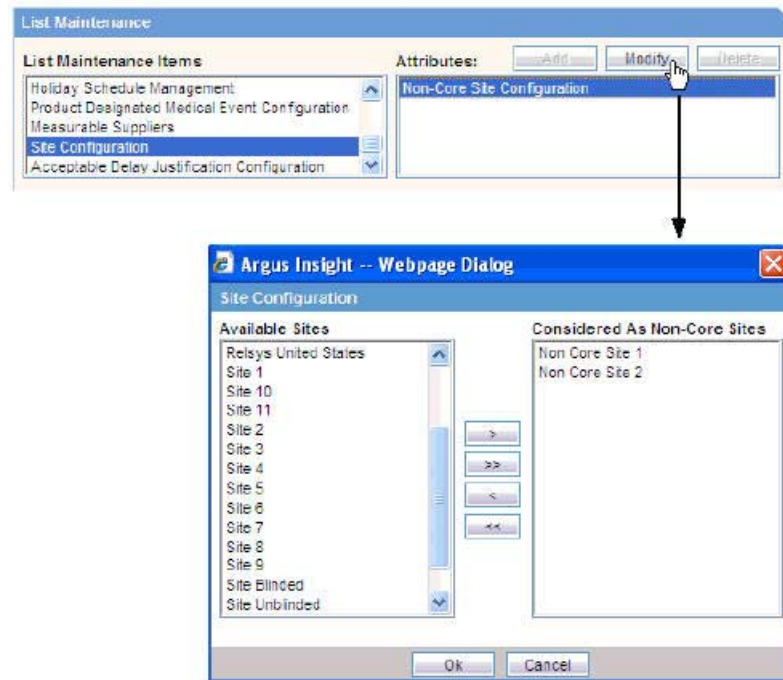 List Maintenance
List Maintenance Items
Attributes:
Add
Modify
Delete
Holiday Schedule Management
Product Designated Medical Event Configuration
Measurable Suppliers
Site Configuration
Acceptable Delay Justification Configuration
Non-Core Site Configuration
Argus Insight -- Webpage Dialog
Site Configuration
Available Sites
Relsys United States
Site 1
Site 10
Site 11
Site 2
Site 3
Site 4
Site 5
Site 6
Site 7
Site 8
Site 9
Site Blinded
Site Unblinded
>
>>
<
<<
Considered As Non-Core Sites
Non Core Site 1
Non Core Site 2
Ok
Cancel